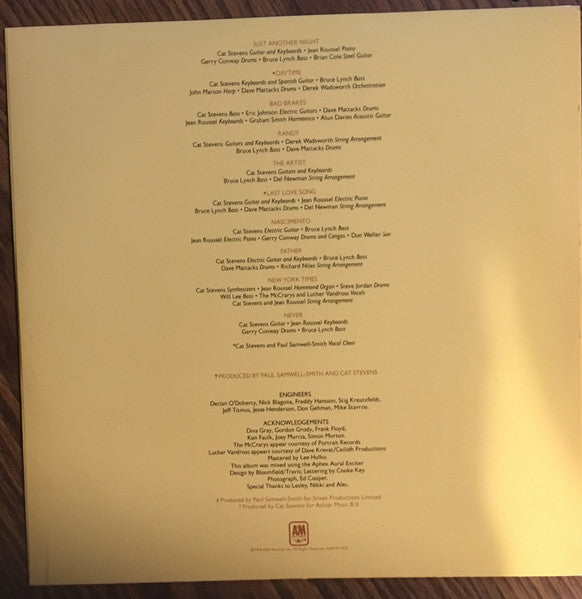 JUST ANOTHER NIGHT
Cat Stevens Guitar and Keyboards • Jean Roussel Piano
Gerry Conway Drums • Bruce Lynch Bass • Brian Cole Steel Guitar
*DAYTIME
Cat Stevens Keyboards and Spanish Guitar • Bruce Lynch Bass
John Marson Harp • Dave Mattacks Drums • Derek Wadsworth Orchestration
BAD BRAKES
Cat Stevens Bass • Eric Johnson Electric Guitars • Dave Mattacks Drums
Jean Roussel Keyboards • Graham Smith Harmonica • Alun Davies Acoustic Guitar
RANDY
Cat Stevens Guitars and Keyboards • Derek Wadsworth String Arrangement
Bruce Lynch Bass • Dave Mattacks Drums
THE ARTIST
Cat Stevens Guitars and Keyboards
Bruce Lynch Bass • Del Newman String Arrangement
*LAST LOVE SONG
Cat Stevens Guitar and Keyboards • Jean Roussel Electric Piano
Bruce Lynch Bass • Dave Mattacks Drums • Del Newman String Arrangement
NASCIMENTO
Cat Stevens Electric Guitar • Bruce Lynch Bass
Jean Roussel Electric Piano • Gerry Conway Drums and Congas • Don Weller Sax
FATHER
Cat Stevens Electric Guitar and Keyboards • Bruce Lynch Bass
Dave Mattacks Drums • Richard Niles String Arrangement
NEW YORK TIMES
Cat Stevens Synthesizers • Jean Roussel Hammond Organ • Steve Jordan Drums
Will Lee Bass • The McCrarys and Luther Vandross Vocals
Cat Stevens and Jean Roussel String Arrangement
NEVER
Cat Stevens Guitar • Jean Roussel Keyboards
Gerry Conway Drums • Bruce Lynch Bass
*Cat Stevens and Paul Samwell-Smith Vocal Choir
†PRODUCED BY PAUL SAMWELL-SMITH AND CAT STEVENS
ENGINEERS
Declan O'Doherty, Nick Blagona, Freddy Hansson, Stig Kreutzfeldt,
Jeff Titmus, Jesse Henderson, Don Gehman, Mike Stavrou.
ACKNOWLEDGEMENTS
Diva Gray, Gordon Grody, Frank Floyd,
Ken Faulk, Joey Murcia, Simon Morton.
The McCrarys appear courtesy of Portrait Records
Luther Vandross appears courtesy of Dave Krevat/Ceilidh Productions
Mastered by Lee Hulko
This album was mixed using the Aphex Aural Exciter
Design by Bloomfield/Travis; Lettering by Cooke Key.
Photograph, Ed Cooper.
Special Thanks to Lesley, Nikki and Alec.
‡ Produced by Paul Samwell-Smith for Silvan Productions Limited.
† Produced by Cat Stevens for Ashtar Music B.V.
A&M
RECORDS